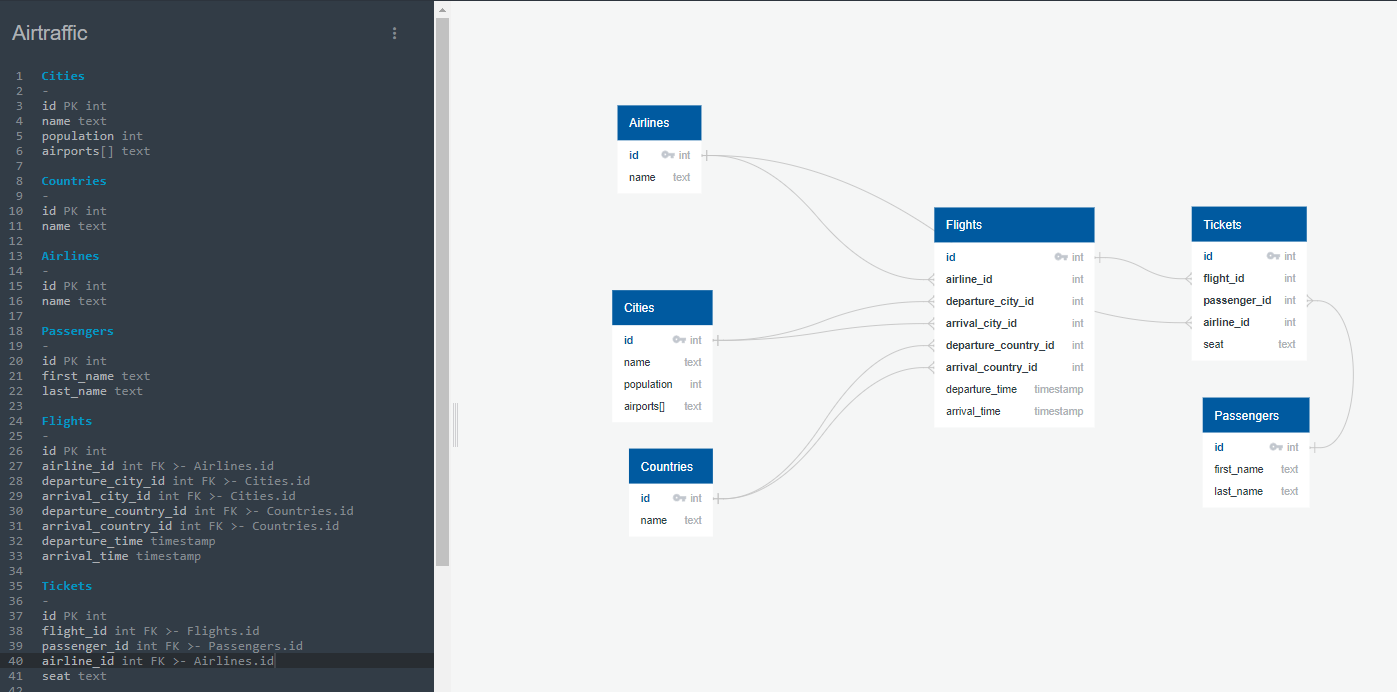 Airtraffic
1 Cities
2 -
3 id PK int
4 name text
5 population int
6 airports[] text
7
8 Countries
9 -
10 id PK int
11 name text
12
13 Airlines
14 -
15 id PK int
16 name text
17
18 Passengers
19 -
20 id PK int
21 first_name text
22 last_name text
23
24 Flights
25 -
26 id PK int
27 airline_id int FK >- Airlines.id
28 departure_city_id int FK >- Cities.id
29 arrival_city_id int FK >- Cities.id
30 departure_country_id int FK >- Countries.id
31 arrival_country_id int FK >- Countries.id
32 departure_time timestamp
33 arrival_time timestamp
34
35 Tickets
36 -
37 id PK int
38 flight_id int FK >- Flights.id
39 passenger_id int FK >- Passengers.id
40 airline_id int FK >- Airlines.id
41 seat text
42
Airlines
id int
name text
Cities
id int
name text
population int
airports[] text
Countries
id int
name text
Flights
id int
airline_id int
departure_city_id int
arrival_city_id int
departure_country_id int
arrival_country_id int
departure_time timestamp
arrival_time timestamp
Tickets
id int
flight_id int
passenger_id int
airline_id int
seat text
Passengers
id int
first_name text
last_name text